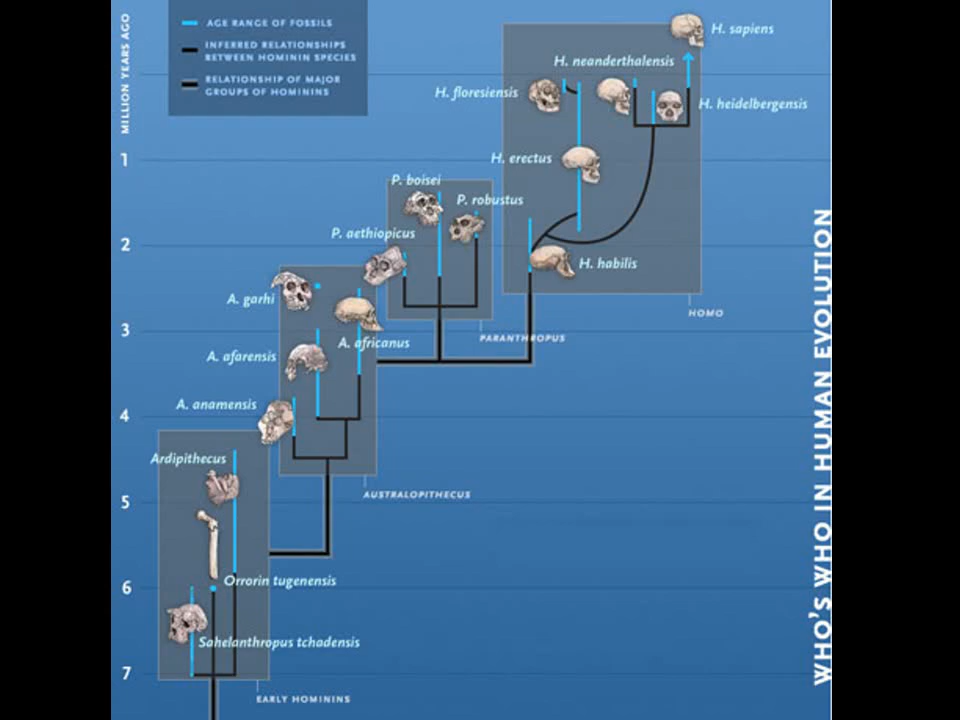 MILLION YEARS AGO
AGE RANGE OF FOSSILS
INFERRED RELATIONSHIPS
BETWEEN HOMININ SPECIES
RELATIONSHIP OF MAJOR
GROUPS OF HOMININS
H. sapiens
H. neanderthalensis
H. floresiensis
H. heidelbergensis
H. erectus
1
P. boisei
P. robustus
P. aethiopicus
2
H. habilis
A. garhi
HOMO
3
PARANTHROPUS
A. africanus
A. afarensis
A. anamensis
4
Ardipithecus
AUSTRALOPITHECUS
5
Orrorin tugenensis
6
Sahelanthropus tchadensis
7
EARLY HOMININS
WHO'S WHO IN HUMAN EVOLUTION